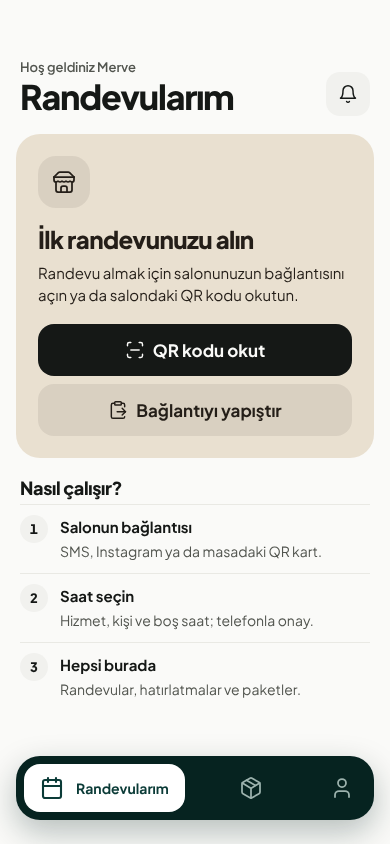 Hoş geldiniz Merve
Randevularım
İlk randevunuzu alın
Randevu almak için salonunuzun bağlantısını
açın ya da salondaki QR kodu okutun.
QR kodu okut
Bağlantıyı yapıştır
Nasıl çalışır?
1
Salonun bağlantısı
SMS, Instagram ya da masadaki QR kart.
2
Saat seçin
Hizmet, kişi ve boş saat; telefonla onay.
3
Hepsi burada
Randevular, hatırlatmalar ve paketler.
Randevularım